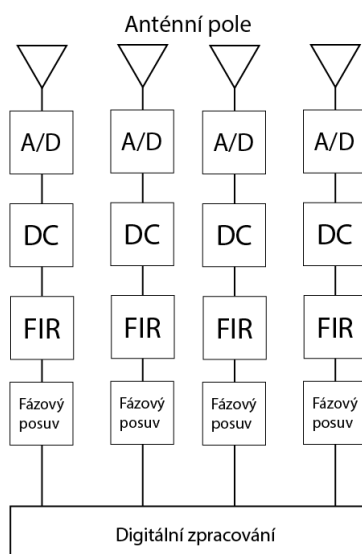 Anténní pole
A/D A/D A/D A/D
DC DC DC DC
FIR FIR FIR FIR
Fázový Fázový Fázový Fázový
posuv posuv posuv posuv
Digitální zpracování